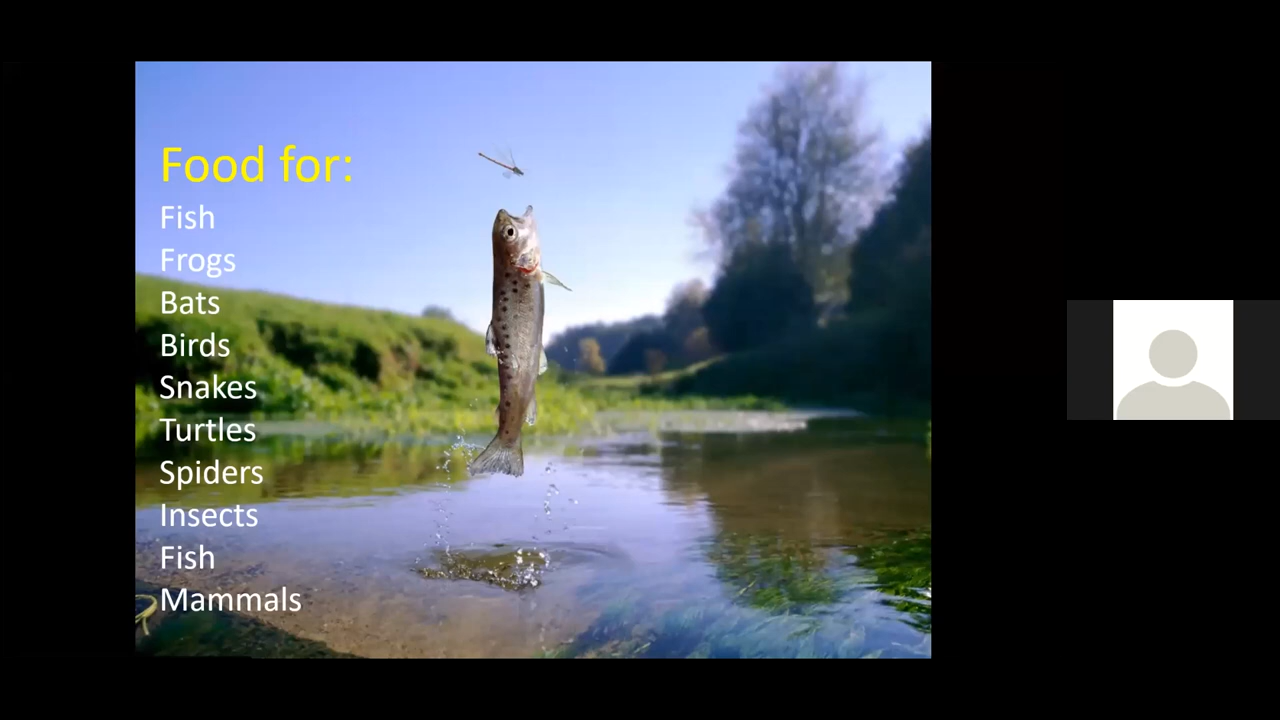 Food for:
Fish
Frogs
Bats
Birds
Snakes
Turtles
Spiders
Insects
Fish
Mammals